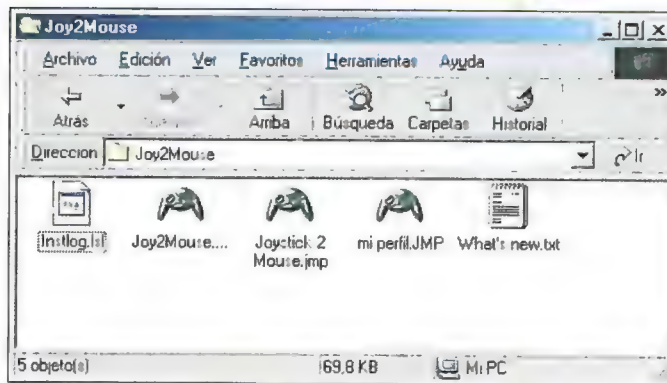 Joy2Mouse
Archivo Edición Ver Favoritos Herramientas Ayuda
Atrás Arriba Búsqueda Carpetas Historial »
Dirección Joy2Mouse Ir
Instlog.lsf Joy2Mouse.... Joystick 2 Mouse.jmp mi perfil.JMP What's new.txt
5 objeto(s) 69,8 KB Mi PC